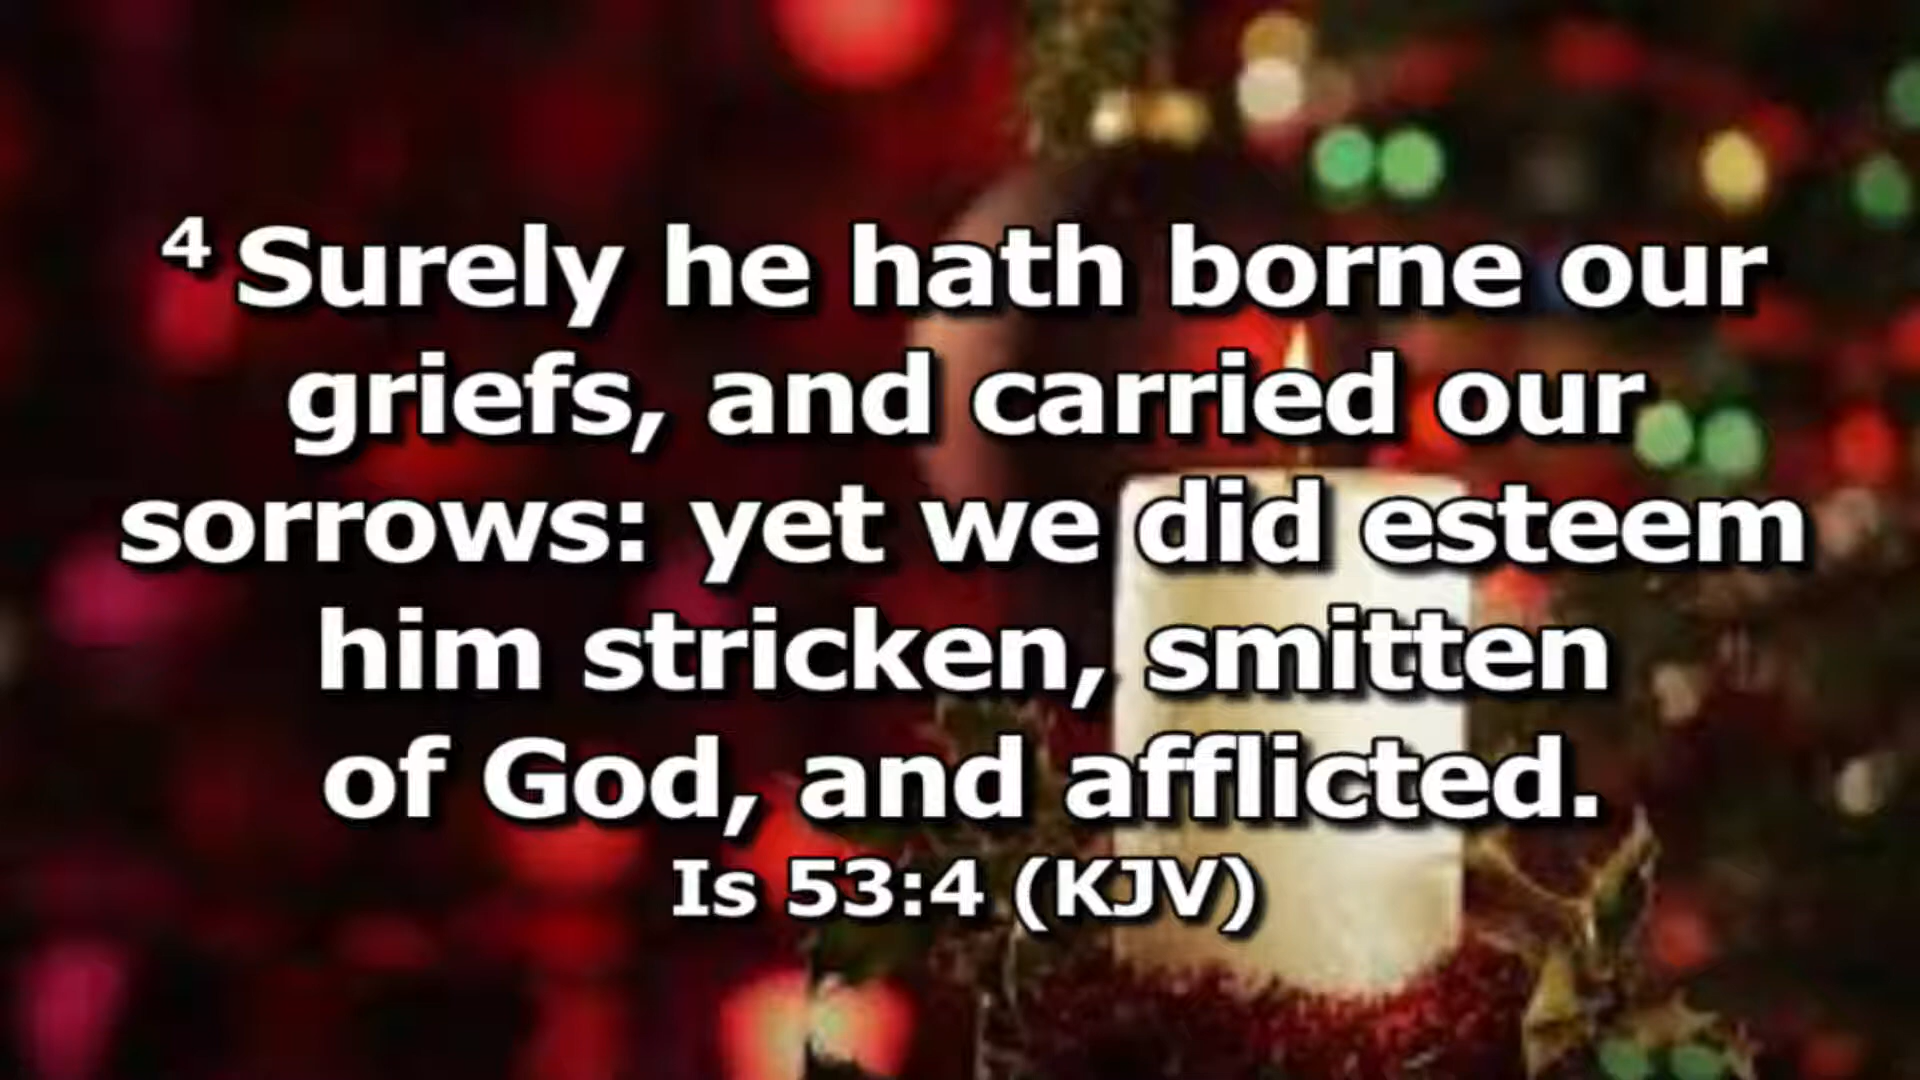 4 Surely he hath borne our
griefs, and carried our
sorrows: yet we did esteem
him stricken, smitten
of God, and afflicted.
Is 53:4 (KJV)